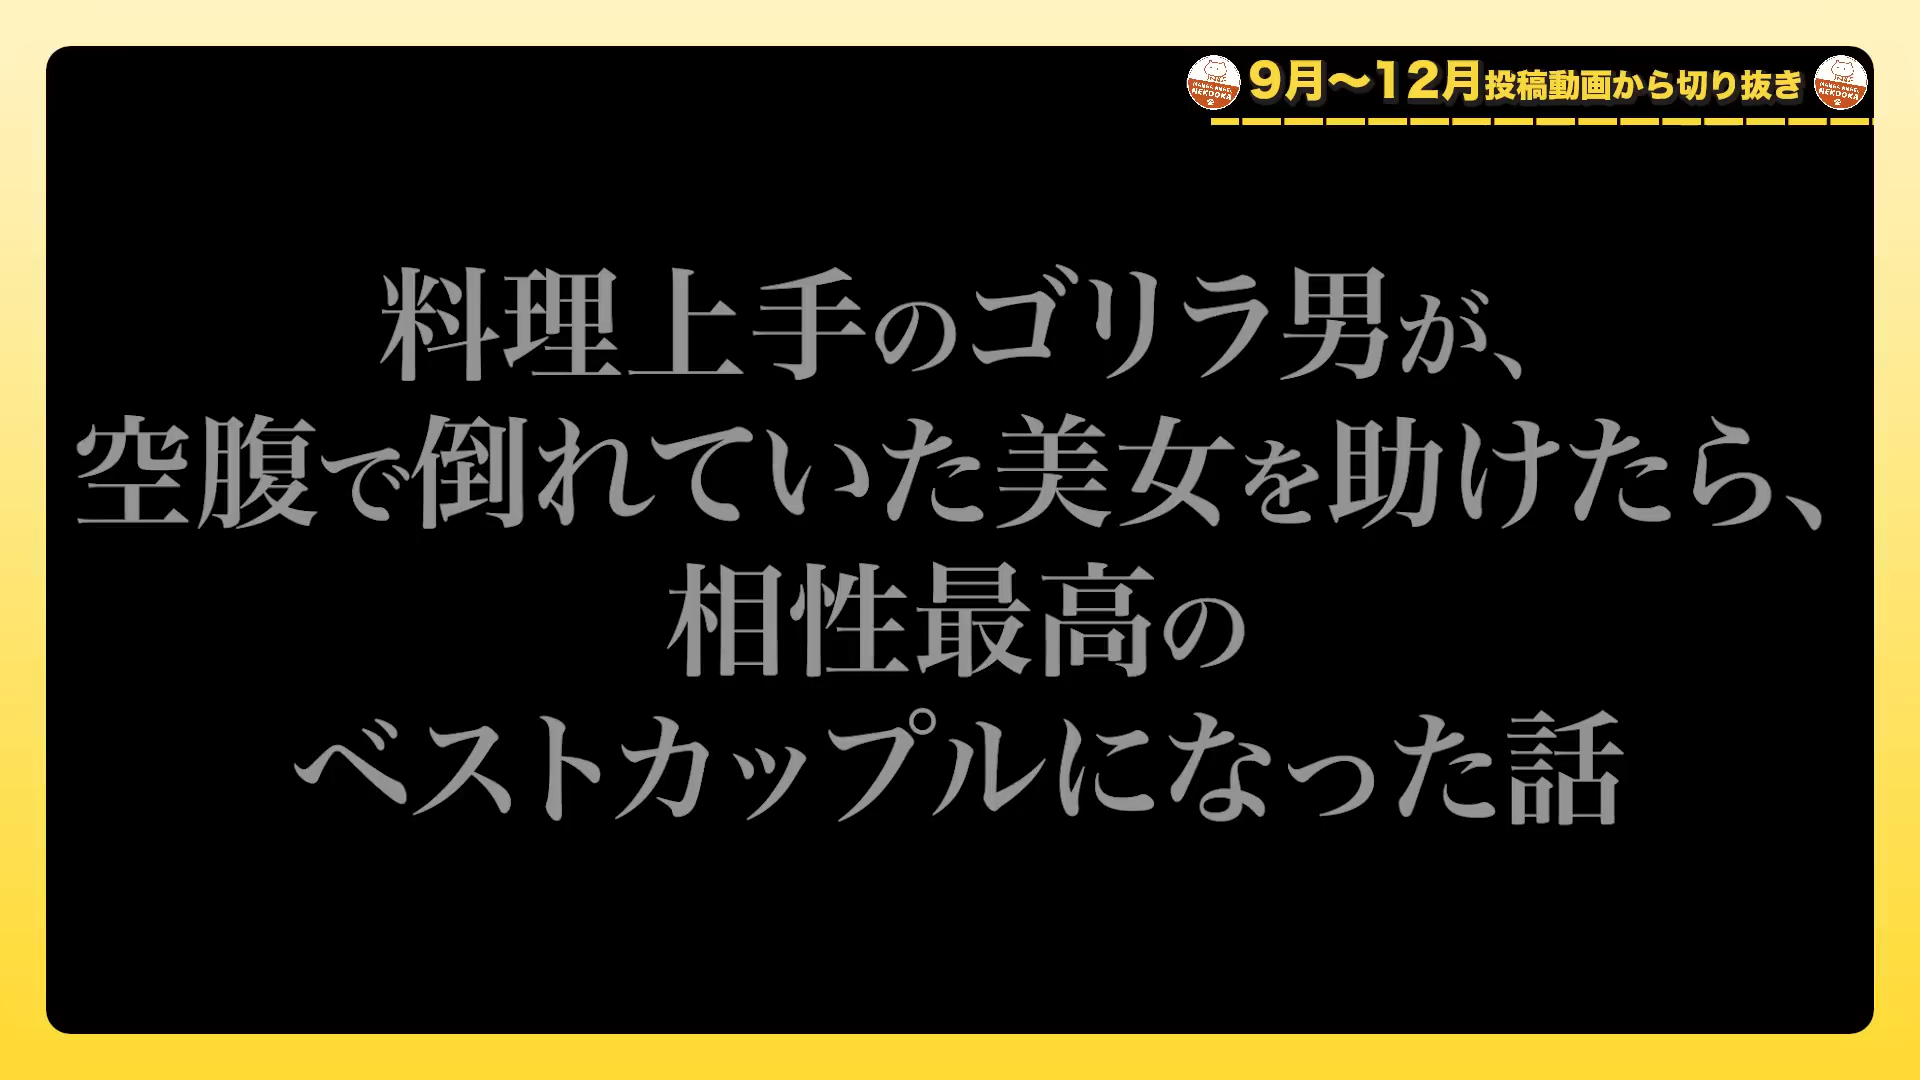 9月〜12月投稿動画から切り抜き
料理上手のゴリラ男が、
空腹で倒れていた美女を助けたら、
相性最高の
ベストカップルになった話